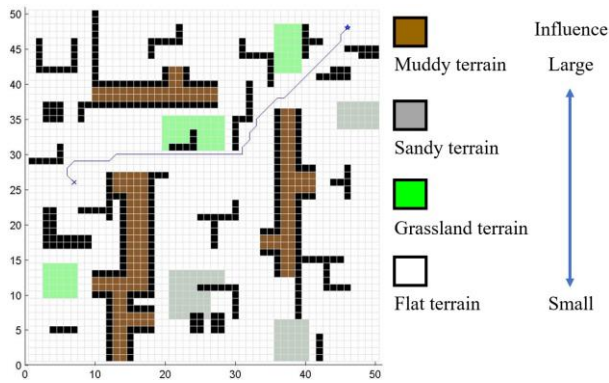 50
45
40
35
30
25
20
15
10
5
0
0 10 20 30 40 50
Influence
Muddy terrain Large
Sandy terrain
Grassland terrain
Flat terrain Small